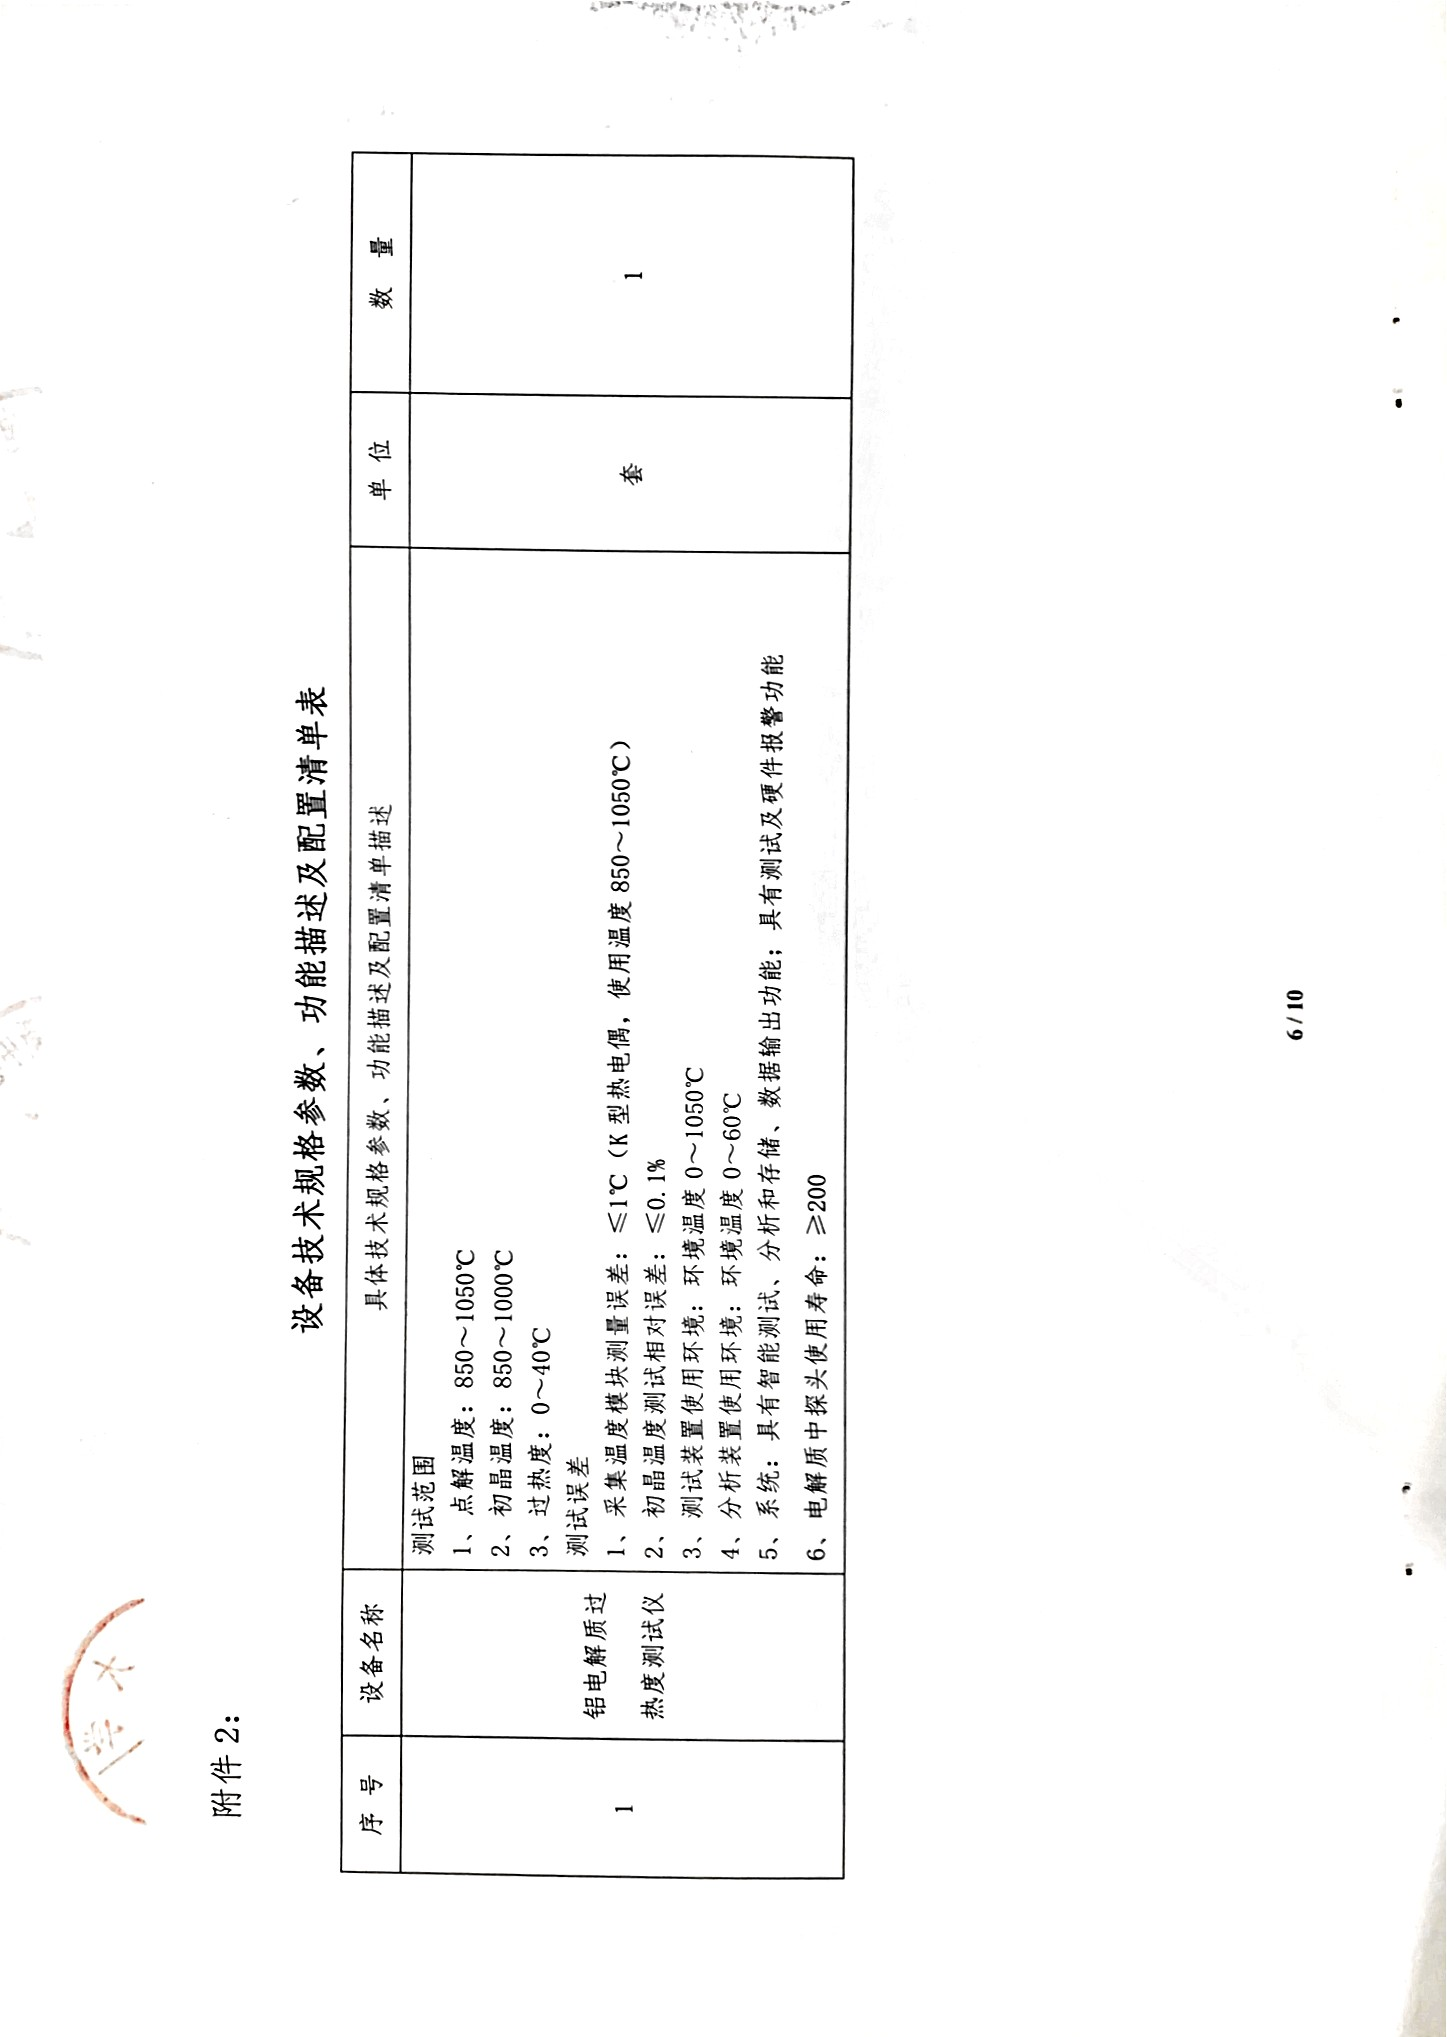 附件 2：
设备技术规格参数、功能描述及配置清单表
序 号
设备名称
具体技术规格参数、功能描述及配置清单描述
单 位
数 量
1
铝电解质过
热度测试仪
测试范围
1、点解温度：850～1050℃
2、初晶温度：850～1000℃
3、过热度：0～40℃
测试误差
1、采集温度模块测量误差：≤1℃（K 型热电偶，使用温度 850～1050℃）
2、初晶温度测试相对误差：≤0.1%
3、测试装置使用环境：环境温度 0～1050℃
4、分析装置使用环境：环境温度 0～60℃
5、系统：具有智能测试、分析和存储、数据输出功能；具有测试及硬件报警功能
6、电解质中探头使用寿命：≥200
套
1
6 / 10